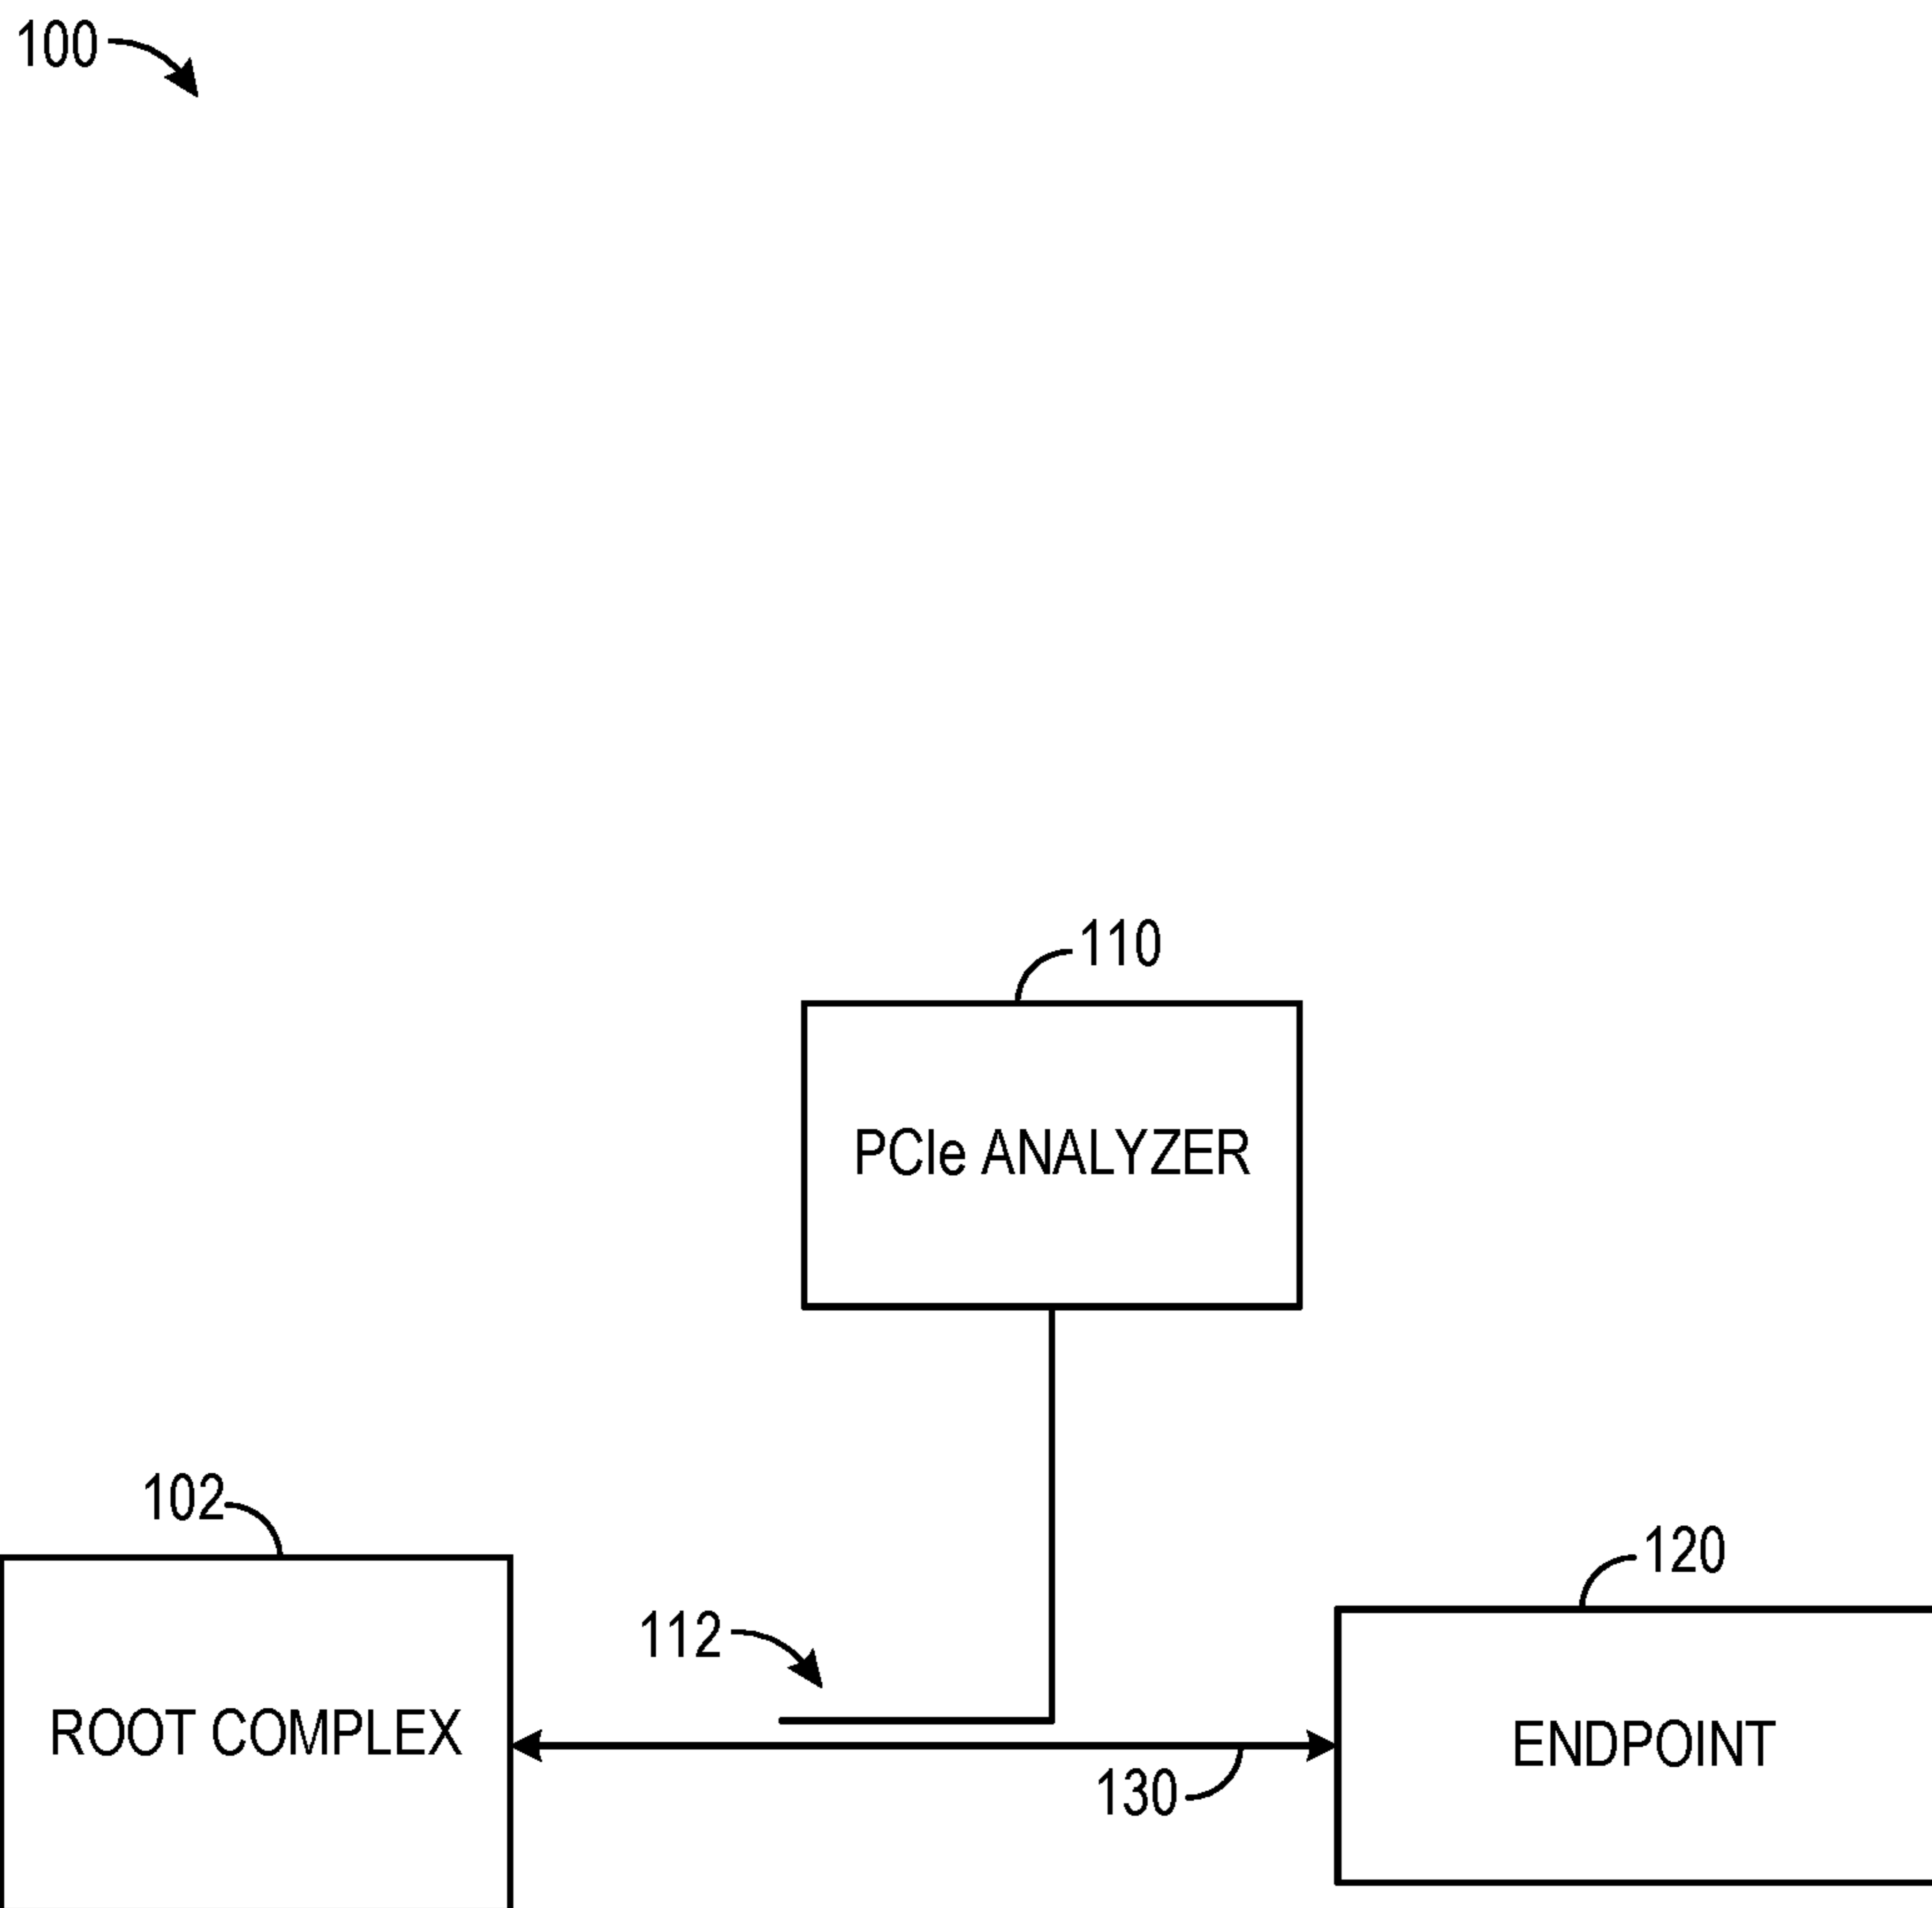 100
110
PCIe ANALYZER
102
120
112
ROOT COMPLEX
ENDPOINT
130